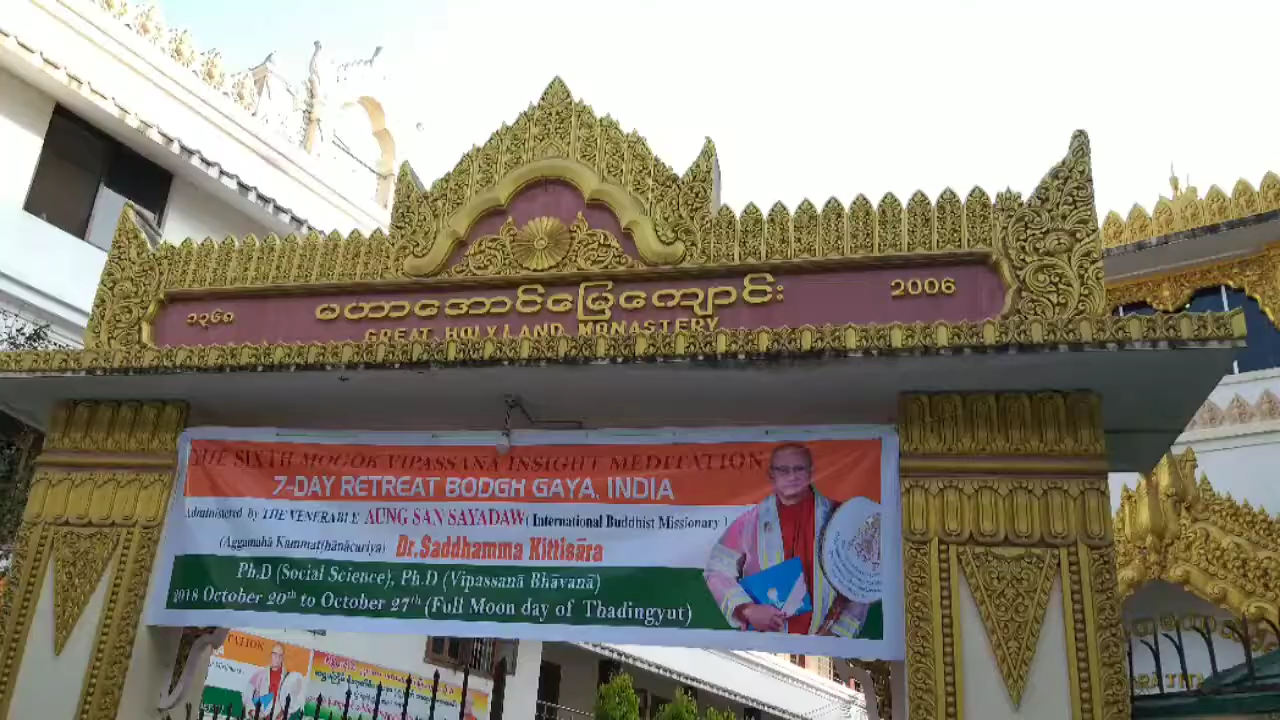 မဟာအောင်မြေကျောင်း
၁၃၆၈
2006
GREAT HOLYLAND MONASTERY
THE SIXTH MOGOK VIPASSANA INSIGHT MEDITATION
7-DAY RETREAT BODGH GAYA, INDIA
Administered by THE VENERABLE AUNG SAN SAYADAW (International Buddhist Missionary)
(Aggamahā Kammaṭṭhānācariya) Dr.Saddhamma Kittisāra
Ph.D (Social Science), Ph.D (Vipassanā Bhāvanā)
2018 October 20th to October 27th (Full Moon day of Thadingyut)